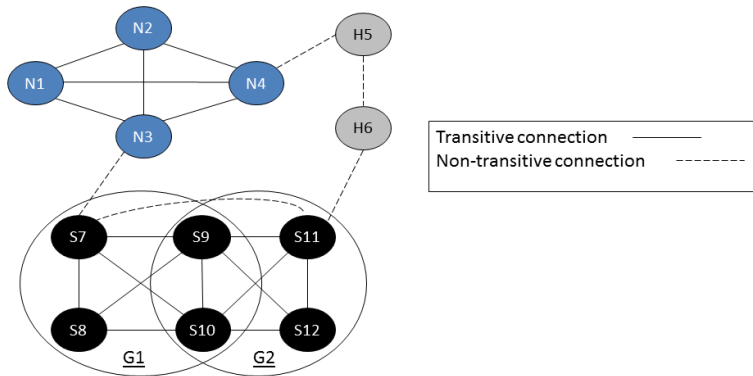 N2
H5
N1
N4
N3
H6
Transitive connection
Non-transitive connection
S7
S9
S11
S8
S10
S12
G1
G2